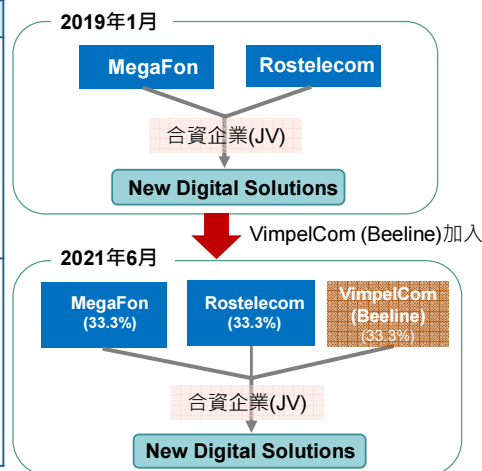 2019年1月
MegaFon
Rostelecom
合資企業(JV)
New Digital Solutions
VimpelCom (Beeline)加入
2021年6月
MegaFon
(33.3%)
Rostelecom
(33.3%)
VimpelCom
(Beeline)
(33.3%)
合資企業(JV)
New Digital Solutions